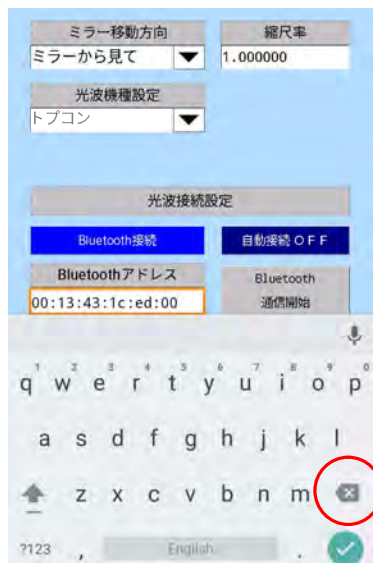 ミラー移動方向 縮尺率
ミラーから見て 1.000000
光波機種設定
トプコン
光波接続設定
Bluetooth接続 自動接続OFF
Bluetoothアドレス Bluetooth
00:13:43:1c:ed:00 通信開始
1 2 3 4 5 6 7 8 9 0
q w e r t y u i o p
a s d f g h j k l
z x c v b n m
?123 , English .